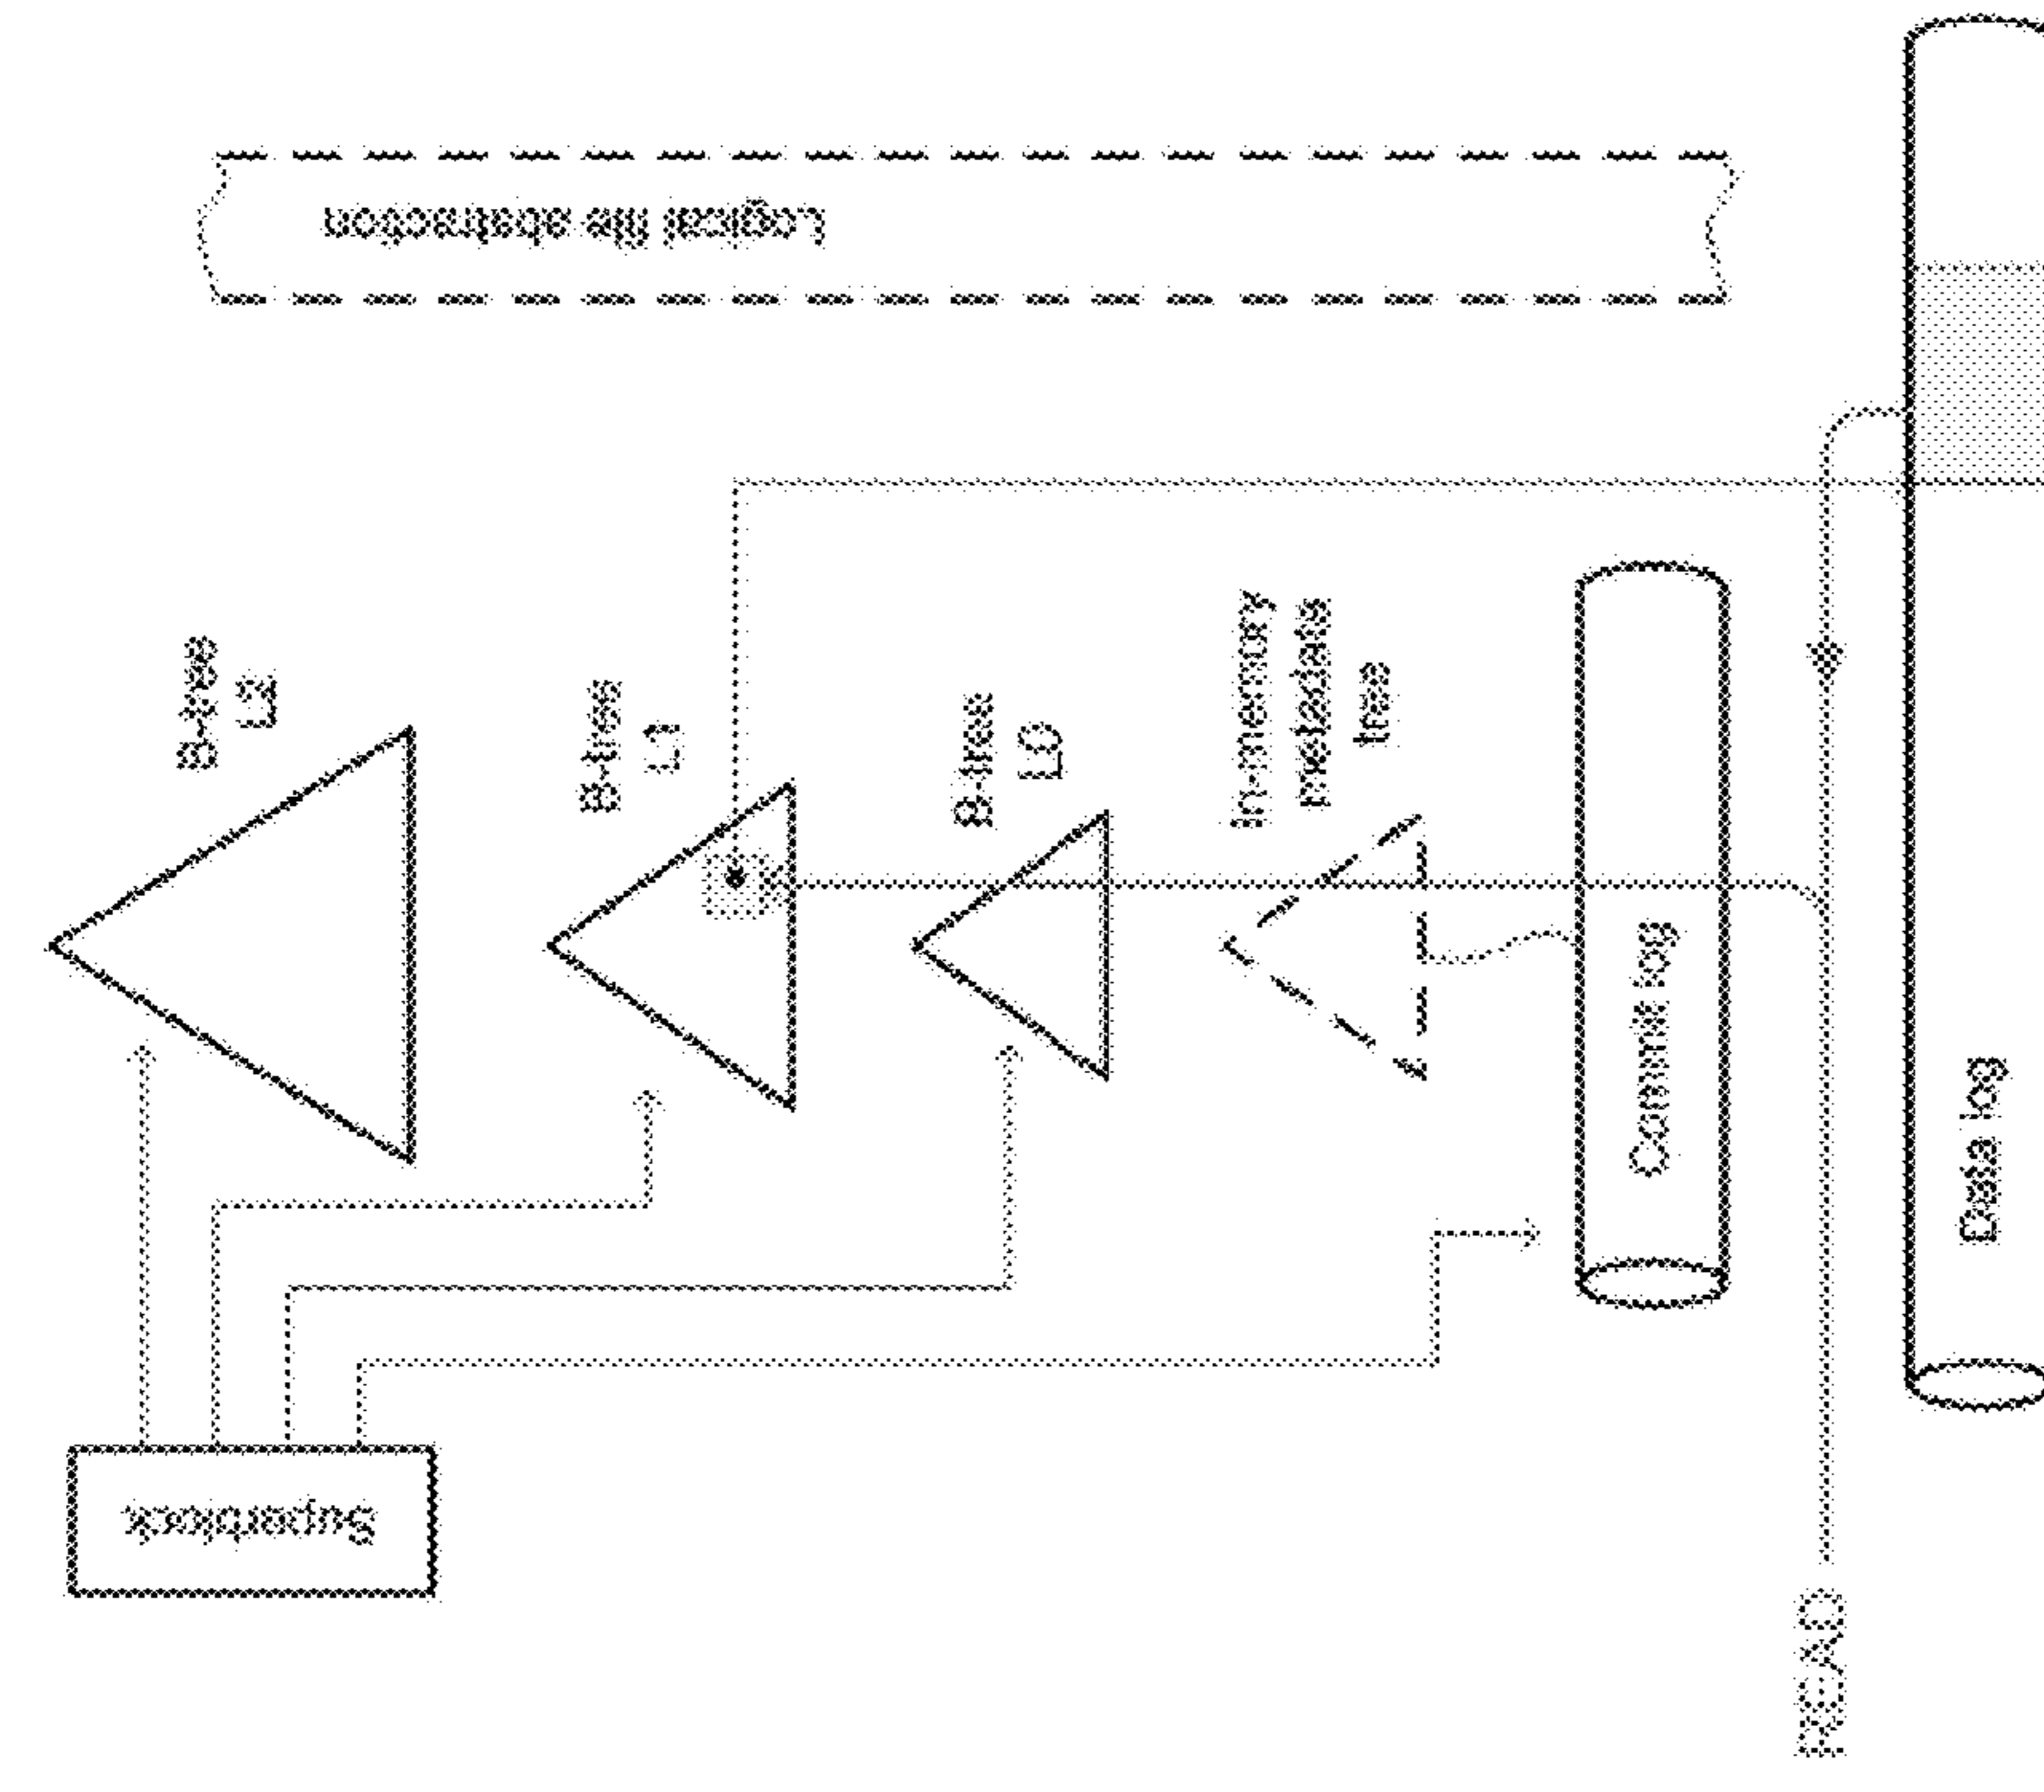 Logical file abstraction
B-tree
L2
B-tree
L1
B-tree
L0
In-memory
metadata
tree
Commit log
Data log
Superblock
READ